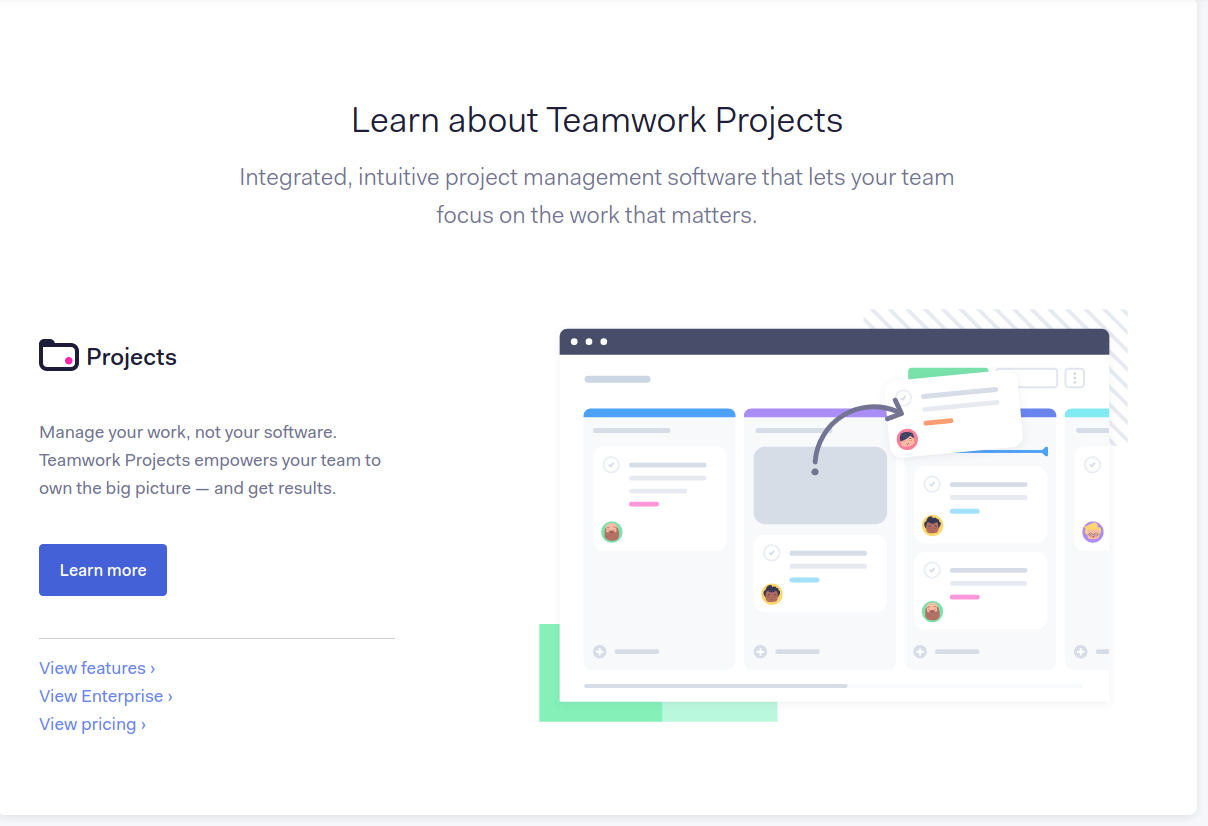 Learn about Teamwork Projects
Integrated, intuitive project management software that lets your team
focus on the work that matters.
Projects
Manage your work, not your software.
Teamwork Projects empowers your team to
own the big picture — and get results.
Learn more
View features ›
View Enterprise ›
View pricing ›